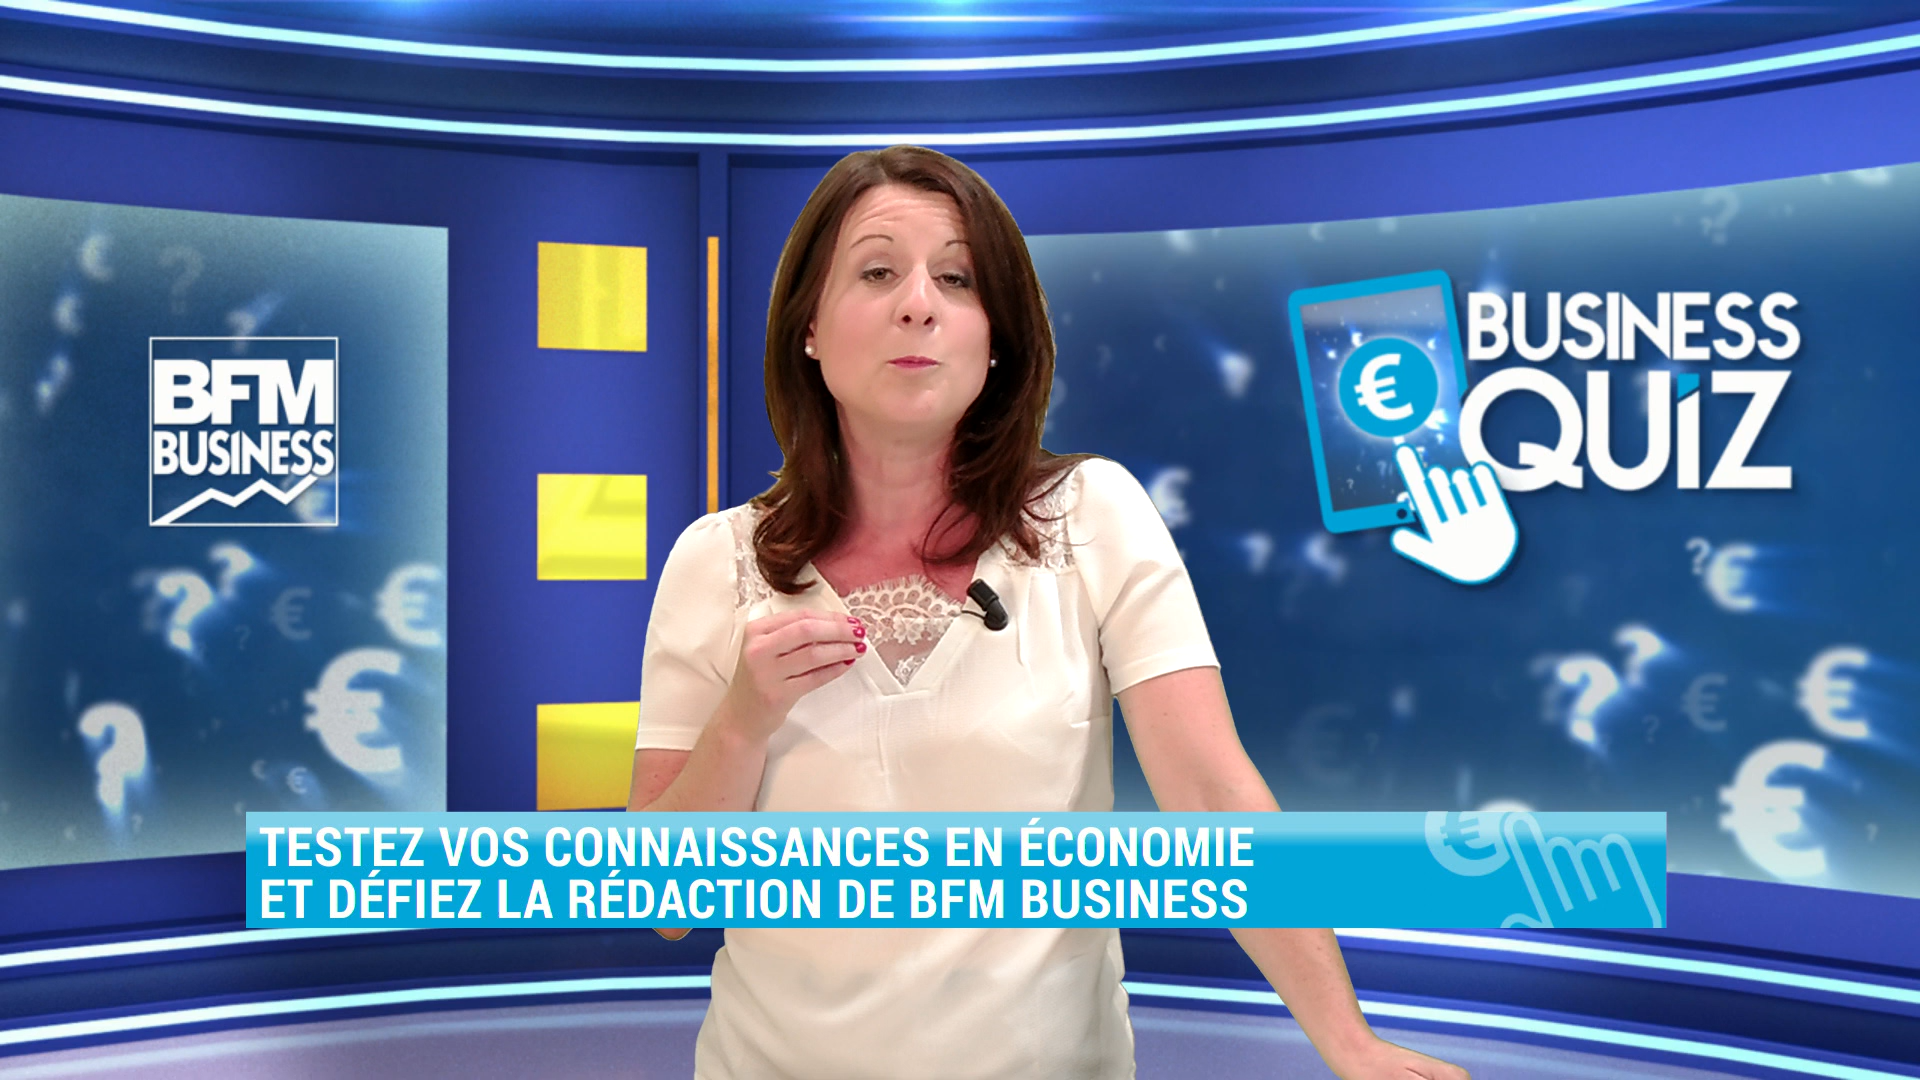 BFM
BUSINESS
BUSINESS
QUIZ
TESTEZ VOS CONNAISSANCES EN ÉCONOMIE
ET DÉFIEZ LA RÉDACTION DE BFM BUSINESS